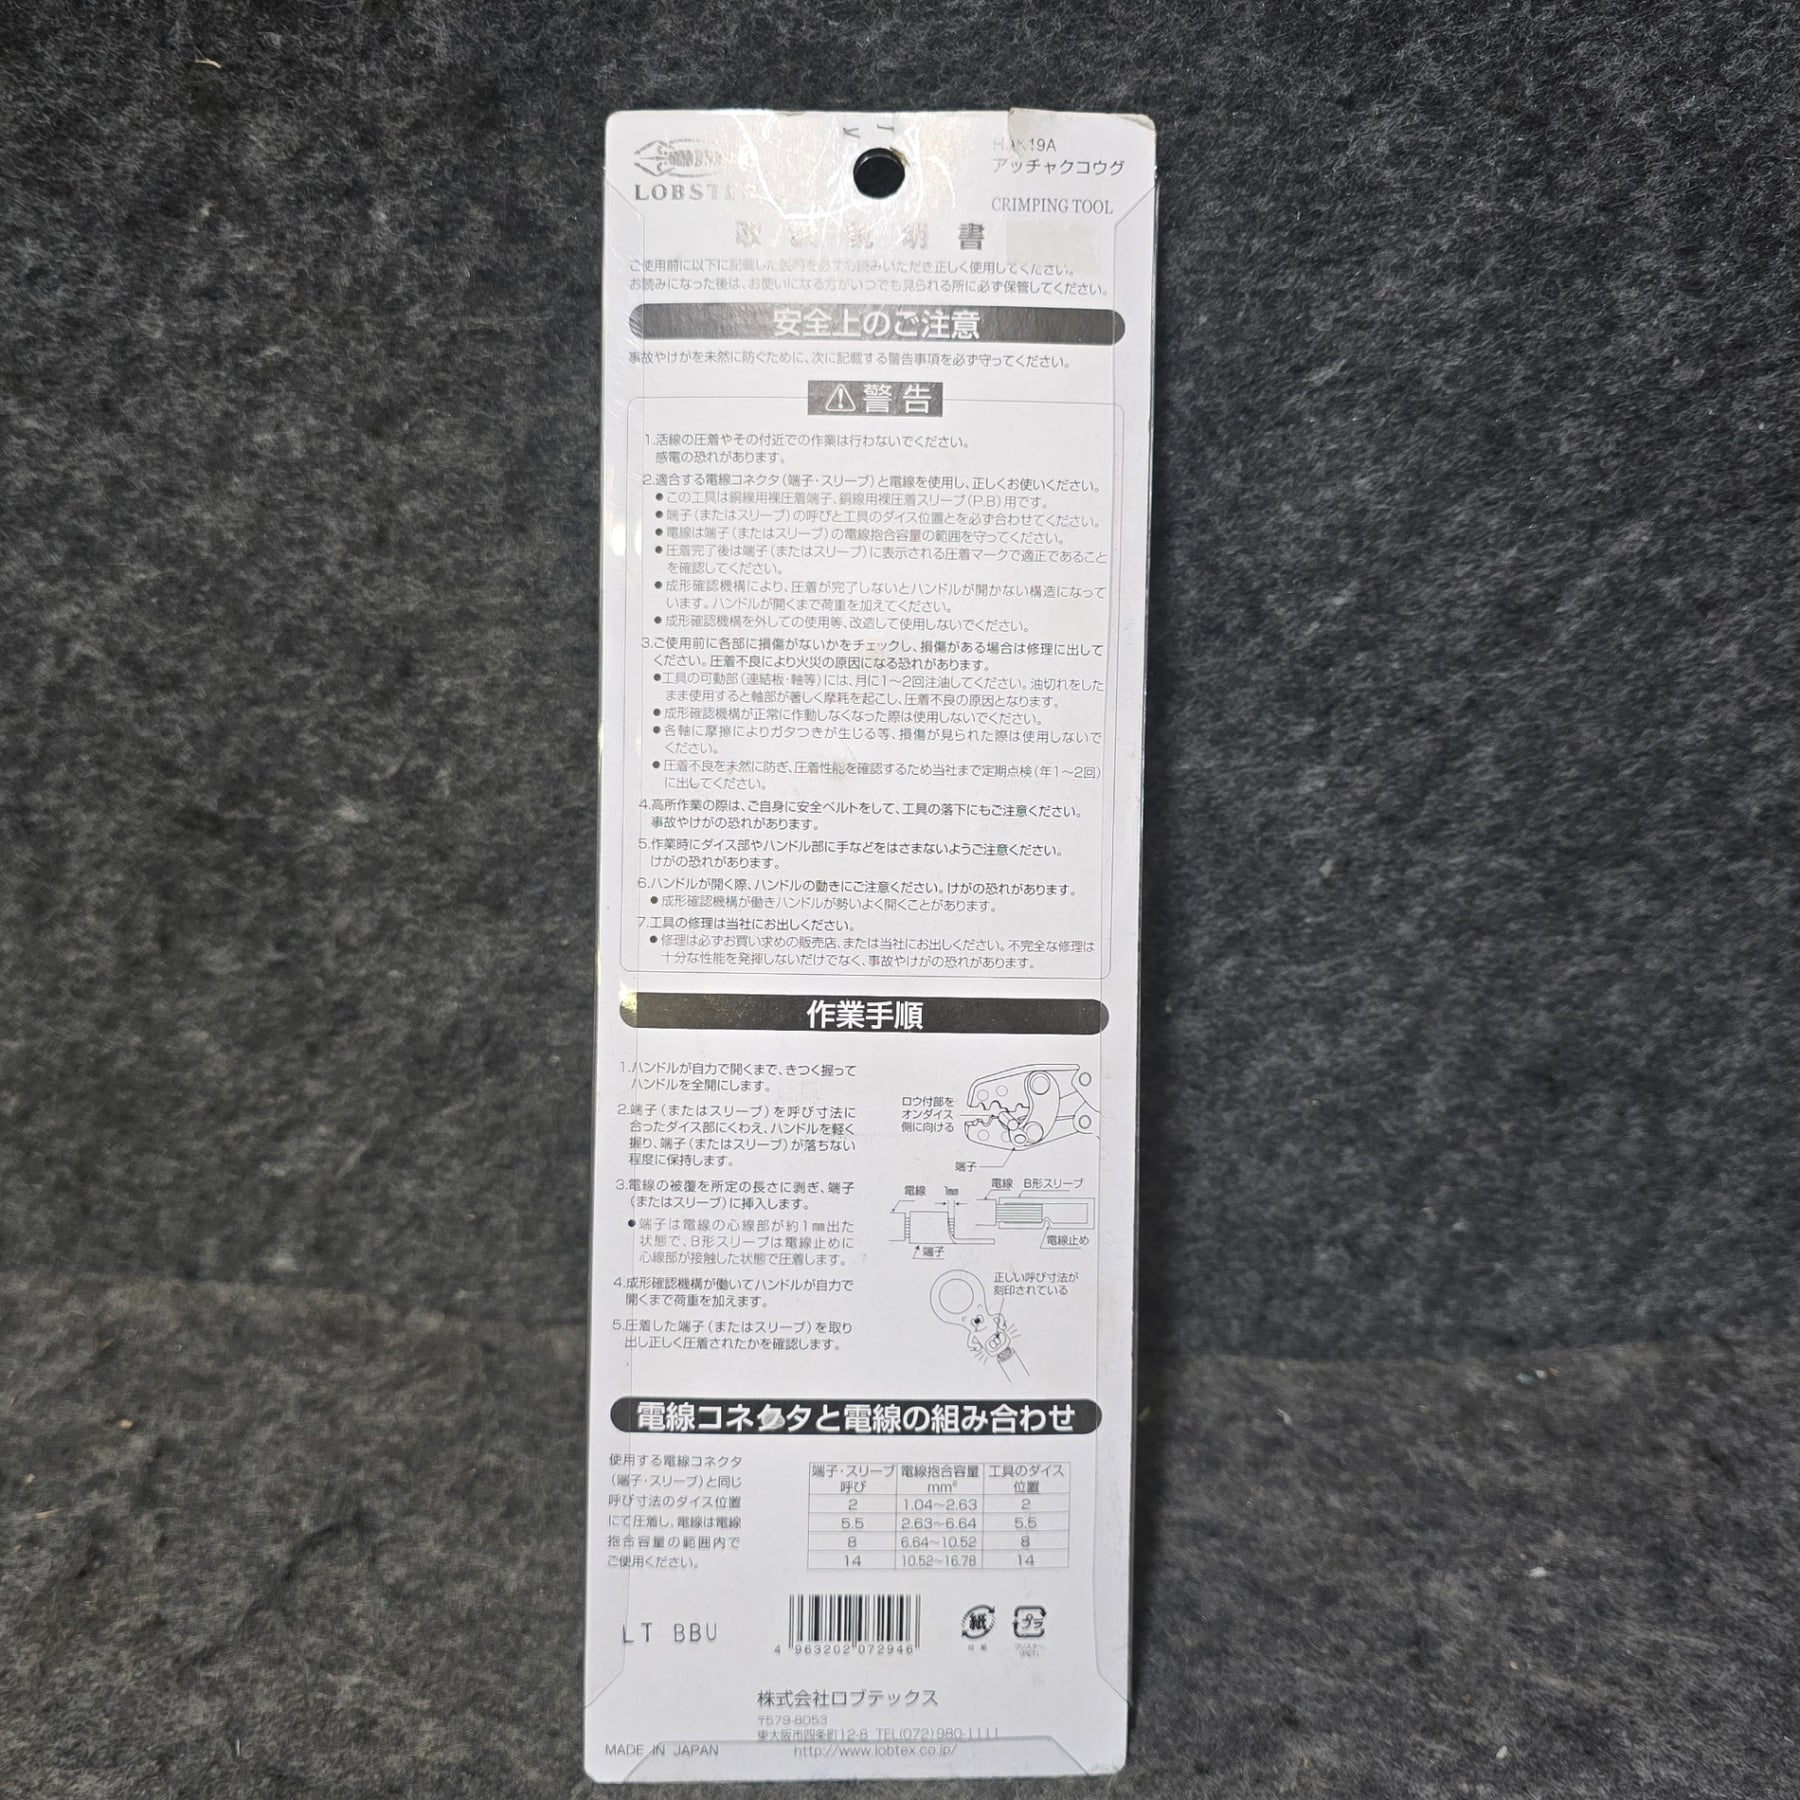 LOBSTER
アッチャクコウグ
CRIMPING TOOL
取扱説明書
ご使用前に以下に記載した説明を必ずお読みいただき正しく使用してください。
お読みになった後は、お使いになる方がいつでも見られる所に必ず保管してください。
安全上のご注意
事故やけがを未然に防ぐために、次に記載する警告事項を必ず守ってください。
警告
1.活線の圧着やその付近での作業は行わないでください。
感電の恐れがあります。
2.適合する電線コネクタ(端子・スリーブ)と電線を使用し、正しくお使いください。
●この工具は銅線用裸圧着端子、銅線用裸圧着スリーブ(P.B)用です。
●端子(またはスリーブ)の呼びと工具のダイス位置とを必ず合わせてください。
●電線は端子(またはスリーブ)の電線抱合容量の範囲を守ってください。
●圧着完了後は端子(またはスリーブ)に表示される圧着マークで適正であること
を確認してください。
●成形確認機構により、圧着が完了しないとハンドルが開かない構造になって
います。ハンドルが開くまで荷重を加えてください。
●成形確認機構を外しての使用等、改造して使用しないでください。
3.ご使用前に各部に損傷がないかをチェックし、損傷がある場合は修理に出して
ください。圧着不良により火災の原因になる恐れがあります。
●工具の可動部(連結板・軸等)には、月に1〜2回注油してください。油切れをした
まま使用すると軸部が著しく摩耗を起こし、圧着不良の原因となります。
●成形確認機構が正常に作動しなくなった際は使用しないでください。
●各軸に摩擦によりガタつきが生じる等、損傷が見られた際は使用しないで
ください。
●圧着不良を未然に防ぎ、圧着性能を確認するため当社まで定期点検(年1〜2回)
に出してください。
4.高所作業の際は、ご自身に安全ベルトをして、工具の落下にもご注意ください。
事故やけがの恐れがあります。
5.作業時にダイス部やハンドル部に手などをはさまないようご注意ください。
けがの恐れがあります。
6.ハンドルが開く際、ハンドルの動きにご注意ください。けがの恐れがあります。
●成形確認機構が働きハンドルが勢いよく開くことがあります。
7.工具の修理は当社にお出しください。
●修理は必ずお買い求めの販売店、または当社にお出しください。不完全な修理は
十分な性能を発揮しないだけでなく、事故やけがの恐れがあります。
作業手順
1.ハンドルが自力で開くまで、きつく握って
ハンドルを全開にします。
2.端子(またはスリーブ)を呼び寸法に
合ったダイス部にくわえ、ハンドルを軽く
握り、端子(またはスリーブ)が落ちない
程度に保持します。
3.電線の被覆を所定の長さに剥ぎ、端子
(またはスリーブ)に挿入します。
●端子は電線の心線部が約1㎜出た
状態で、B形スリーブは電線止めに
心線部が接触した状態で圧着します。
4.成形確認機構が働いてハンドルが自力で
開くまで荷重を加えます。
5.圧着した端子(またはスリーブ)を取り
出し正しく圧着されたかを確認します。
ロウ付部を
オンダイス
側に向ける
端子
電線 1㎜ 電線 B形スリーブ
端子 電線止め
正しい呼び寸法が
刻印されている
電線コネクタと電線の組み合わせ
使用する電線コネクタ
(端子・スリーブ)と同じ
呼び寸法のダイス位置
にて圧着し、電線は電線
抱合容量の範囲内で
ご使用ください。
端子・スリーブ 電線抱合容量 工具のダイス
呼び mm² 位置
2 1.04〜2.63 2
5.5 2.63〜6.64 5.5
8 6.64〜10.52 8
14 10.52〜16.78 14
LT BBU
4 963202 072946
紙
プラ
株式会社ロブテックス
〒579-8053
東大阪市四条町12-8 TEL(072)980-1111
MADE IN JAPAN http://www.lobtex.co.jp/